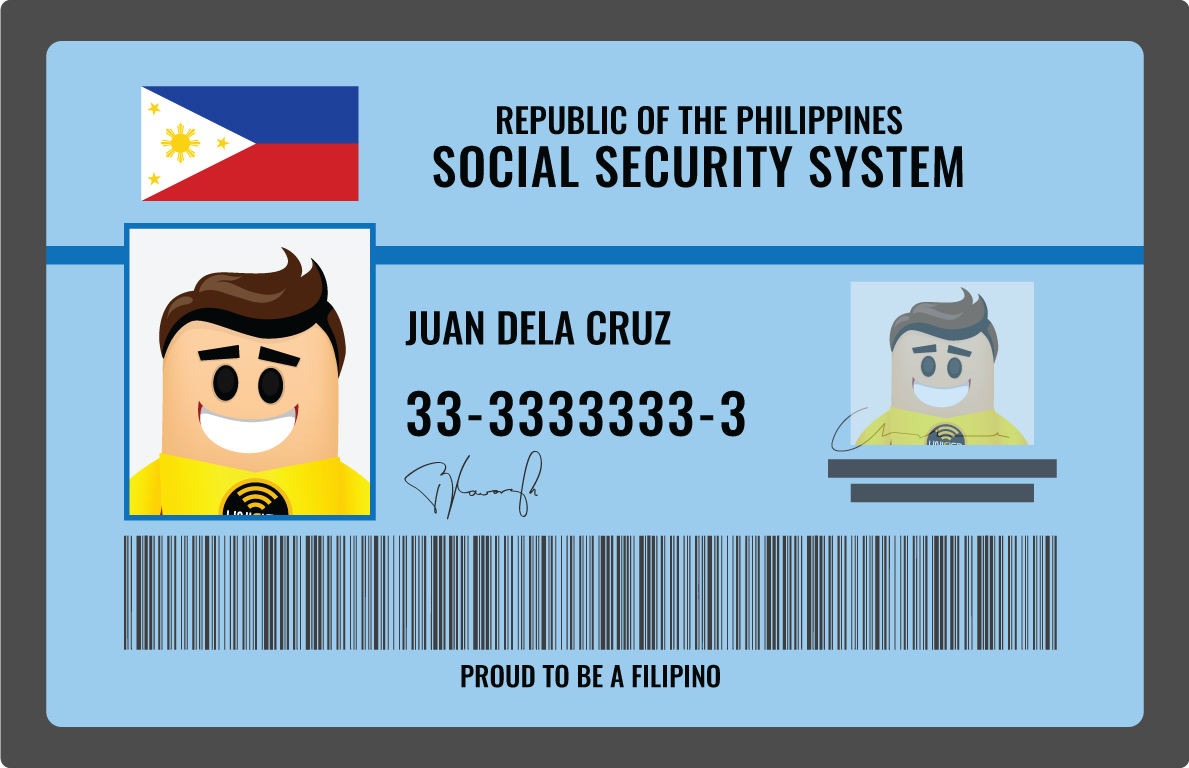 REPUBLIC OF THE PHILIPPINES
SOCIAL SECURITY SYSTEM
JUAN DELA CRUZ
33-3333333-3
PROUD TO BE A FILIPINO